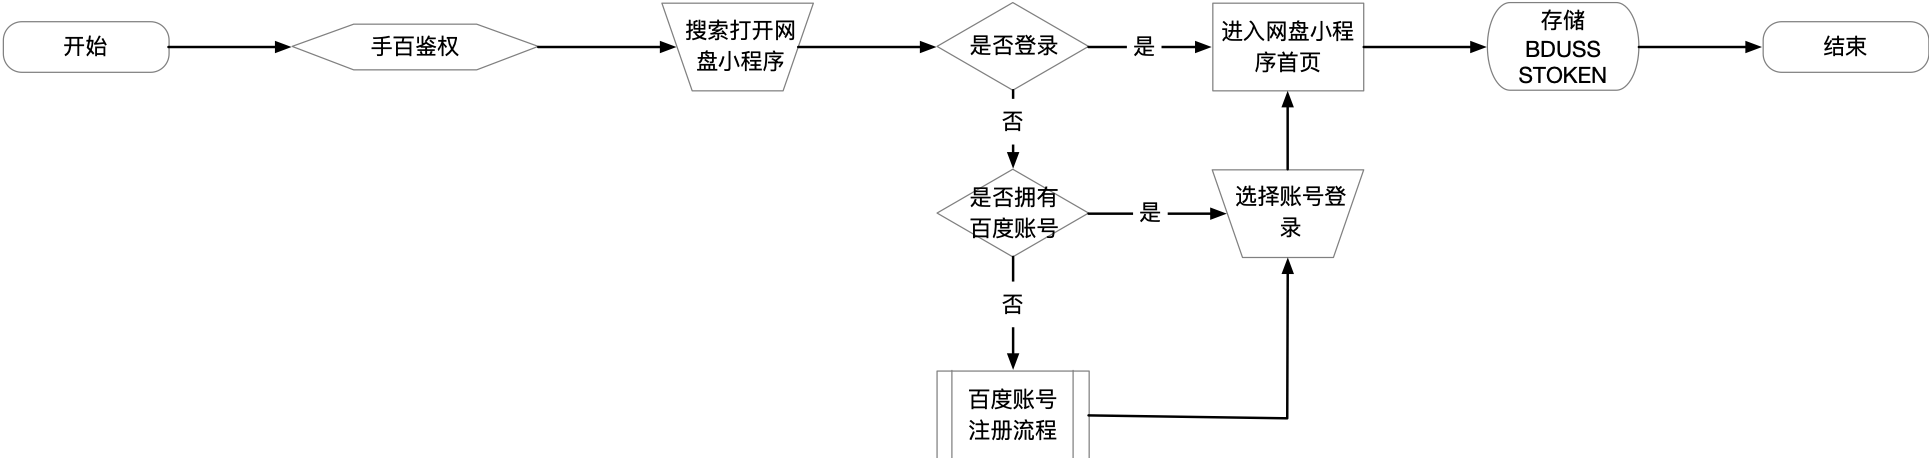 开始
手百鉴权
搜索打开网
盘小程序
是否登录
是
进入网盘小程
序首页
存储
BDUSS
STOKEN
结束
否
是否拥有
百度账号
是
选择账号登
录
否
百度账号
注册流程